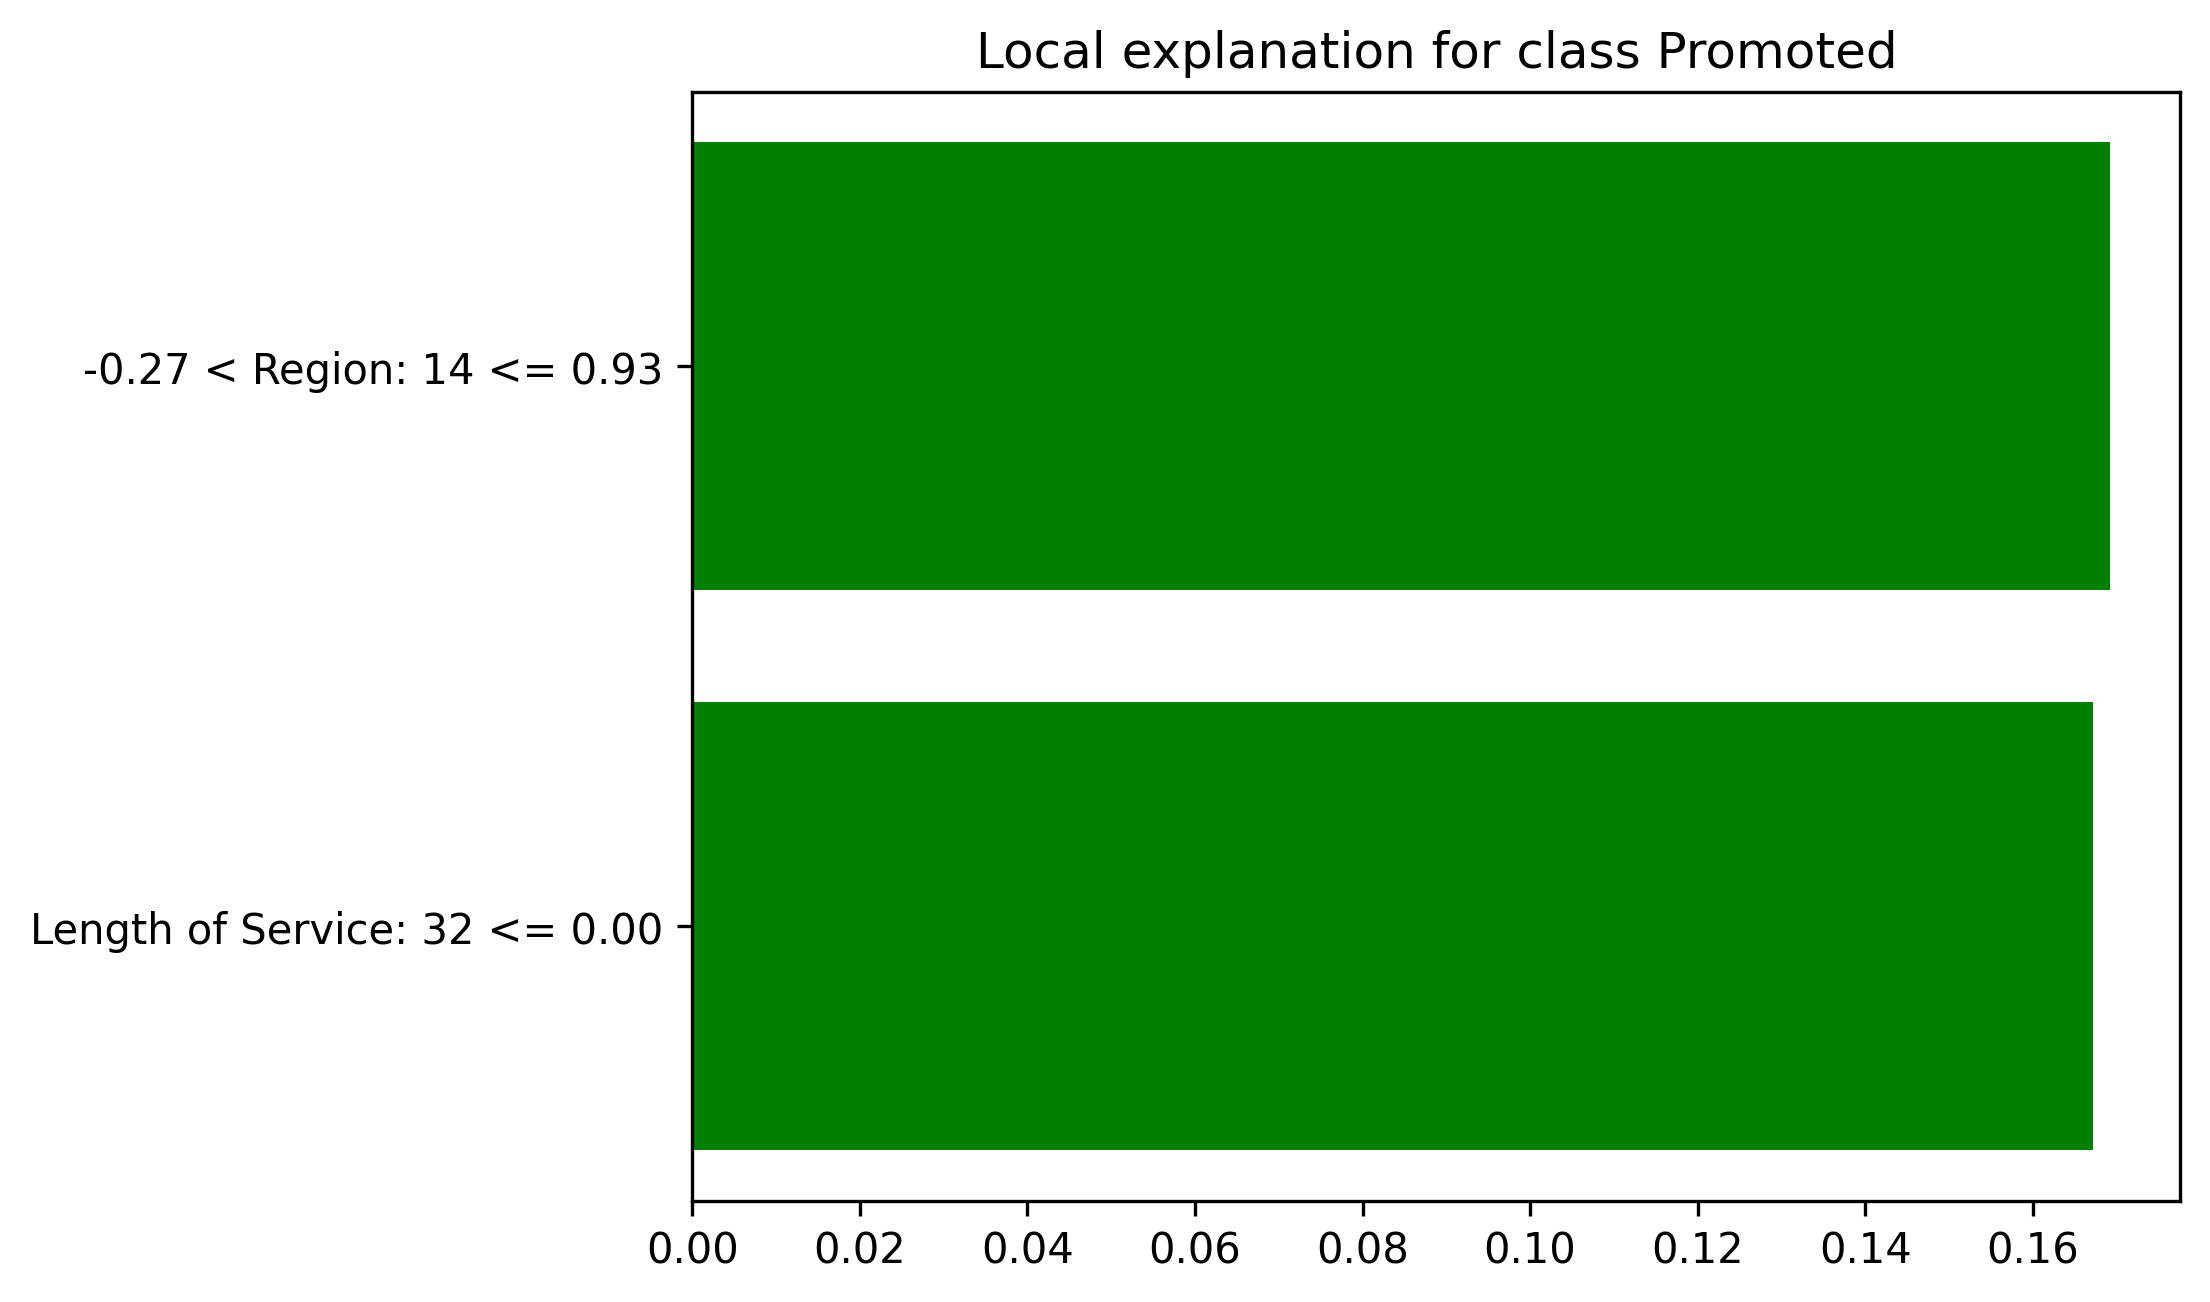 Local explanation for class Promoted
-0.27 < Region: 14 <= 0.93
Length of Service: 32 <= 0.00
0.00 0.02 0.04 0.06 0.08 0.10 0.12 0.14 0.16